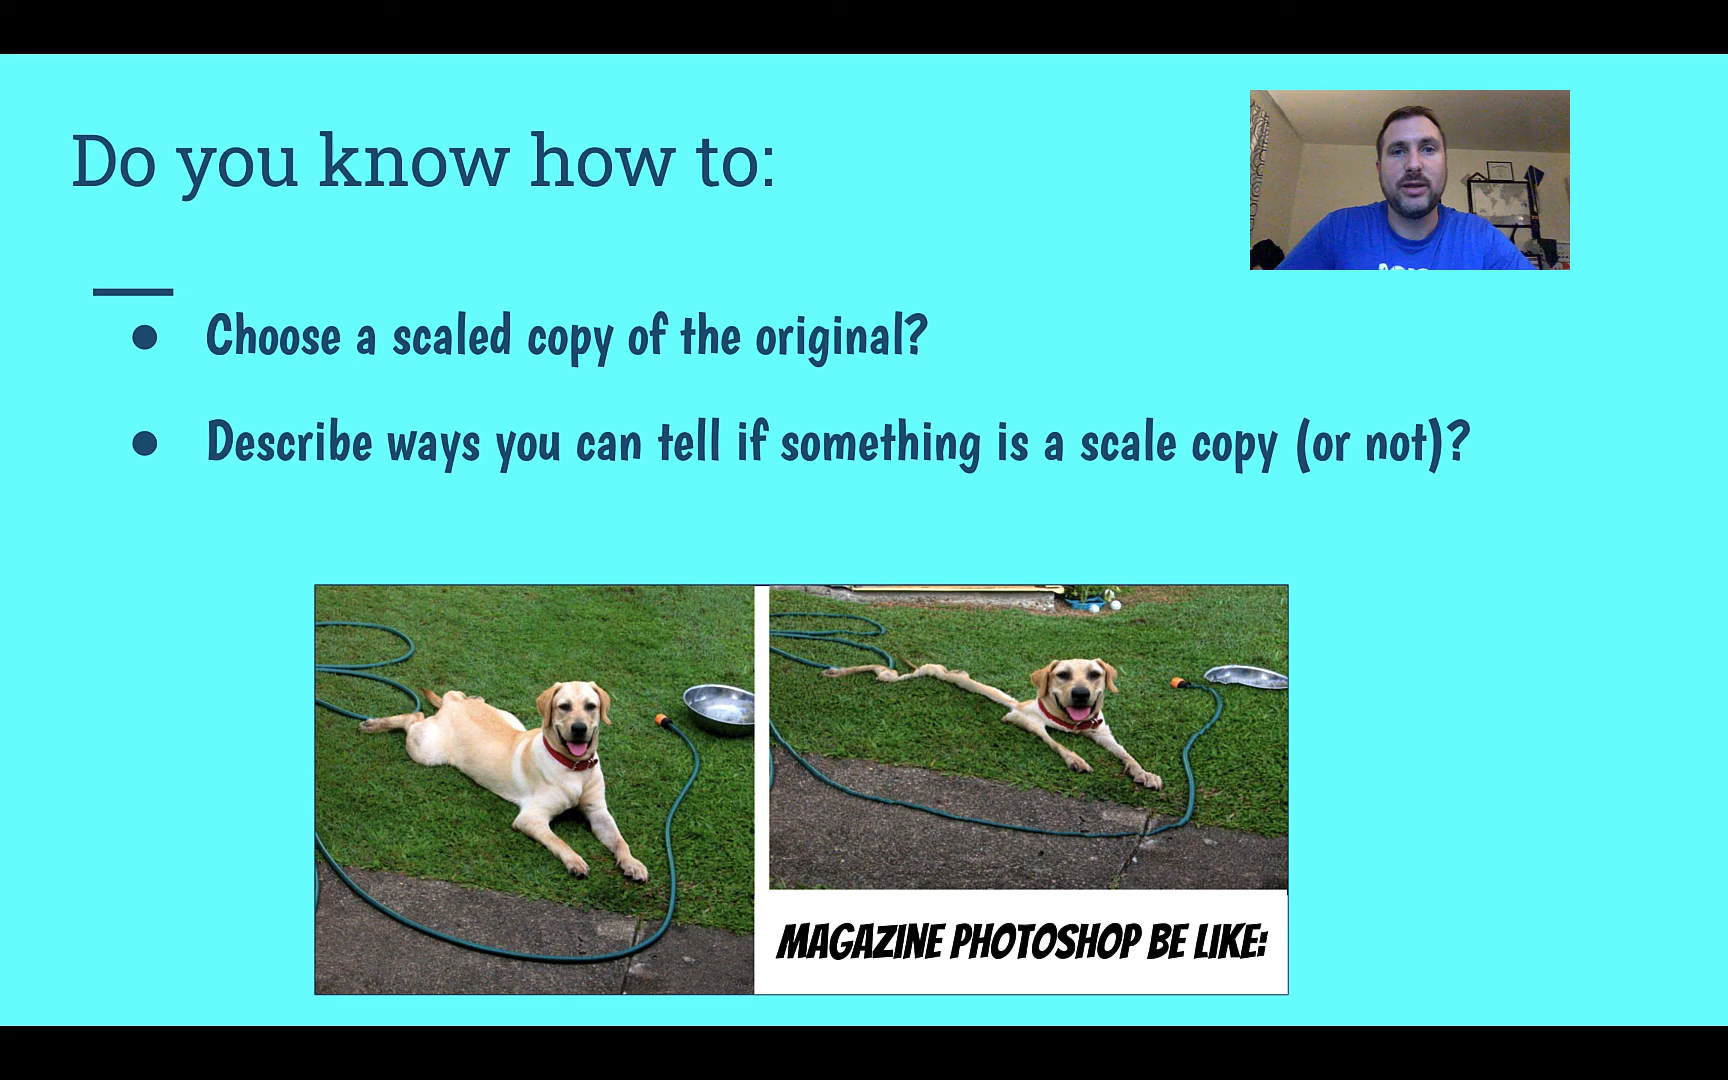 Do you know how to:
● Choose a scaled copy of the original?
● Describe ways you can tell if something is a scale copy (or not)?
MAGAZINE PHOTOSHOP BE LIKE: